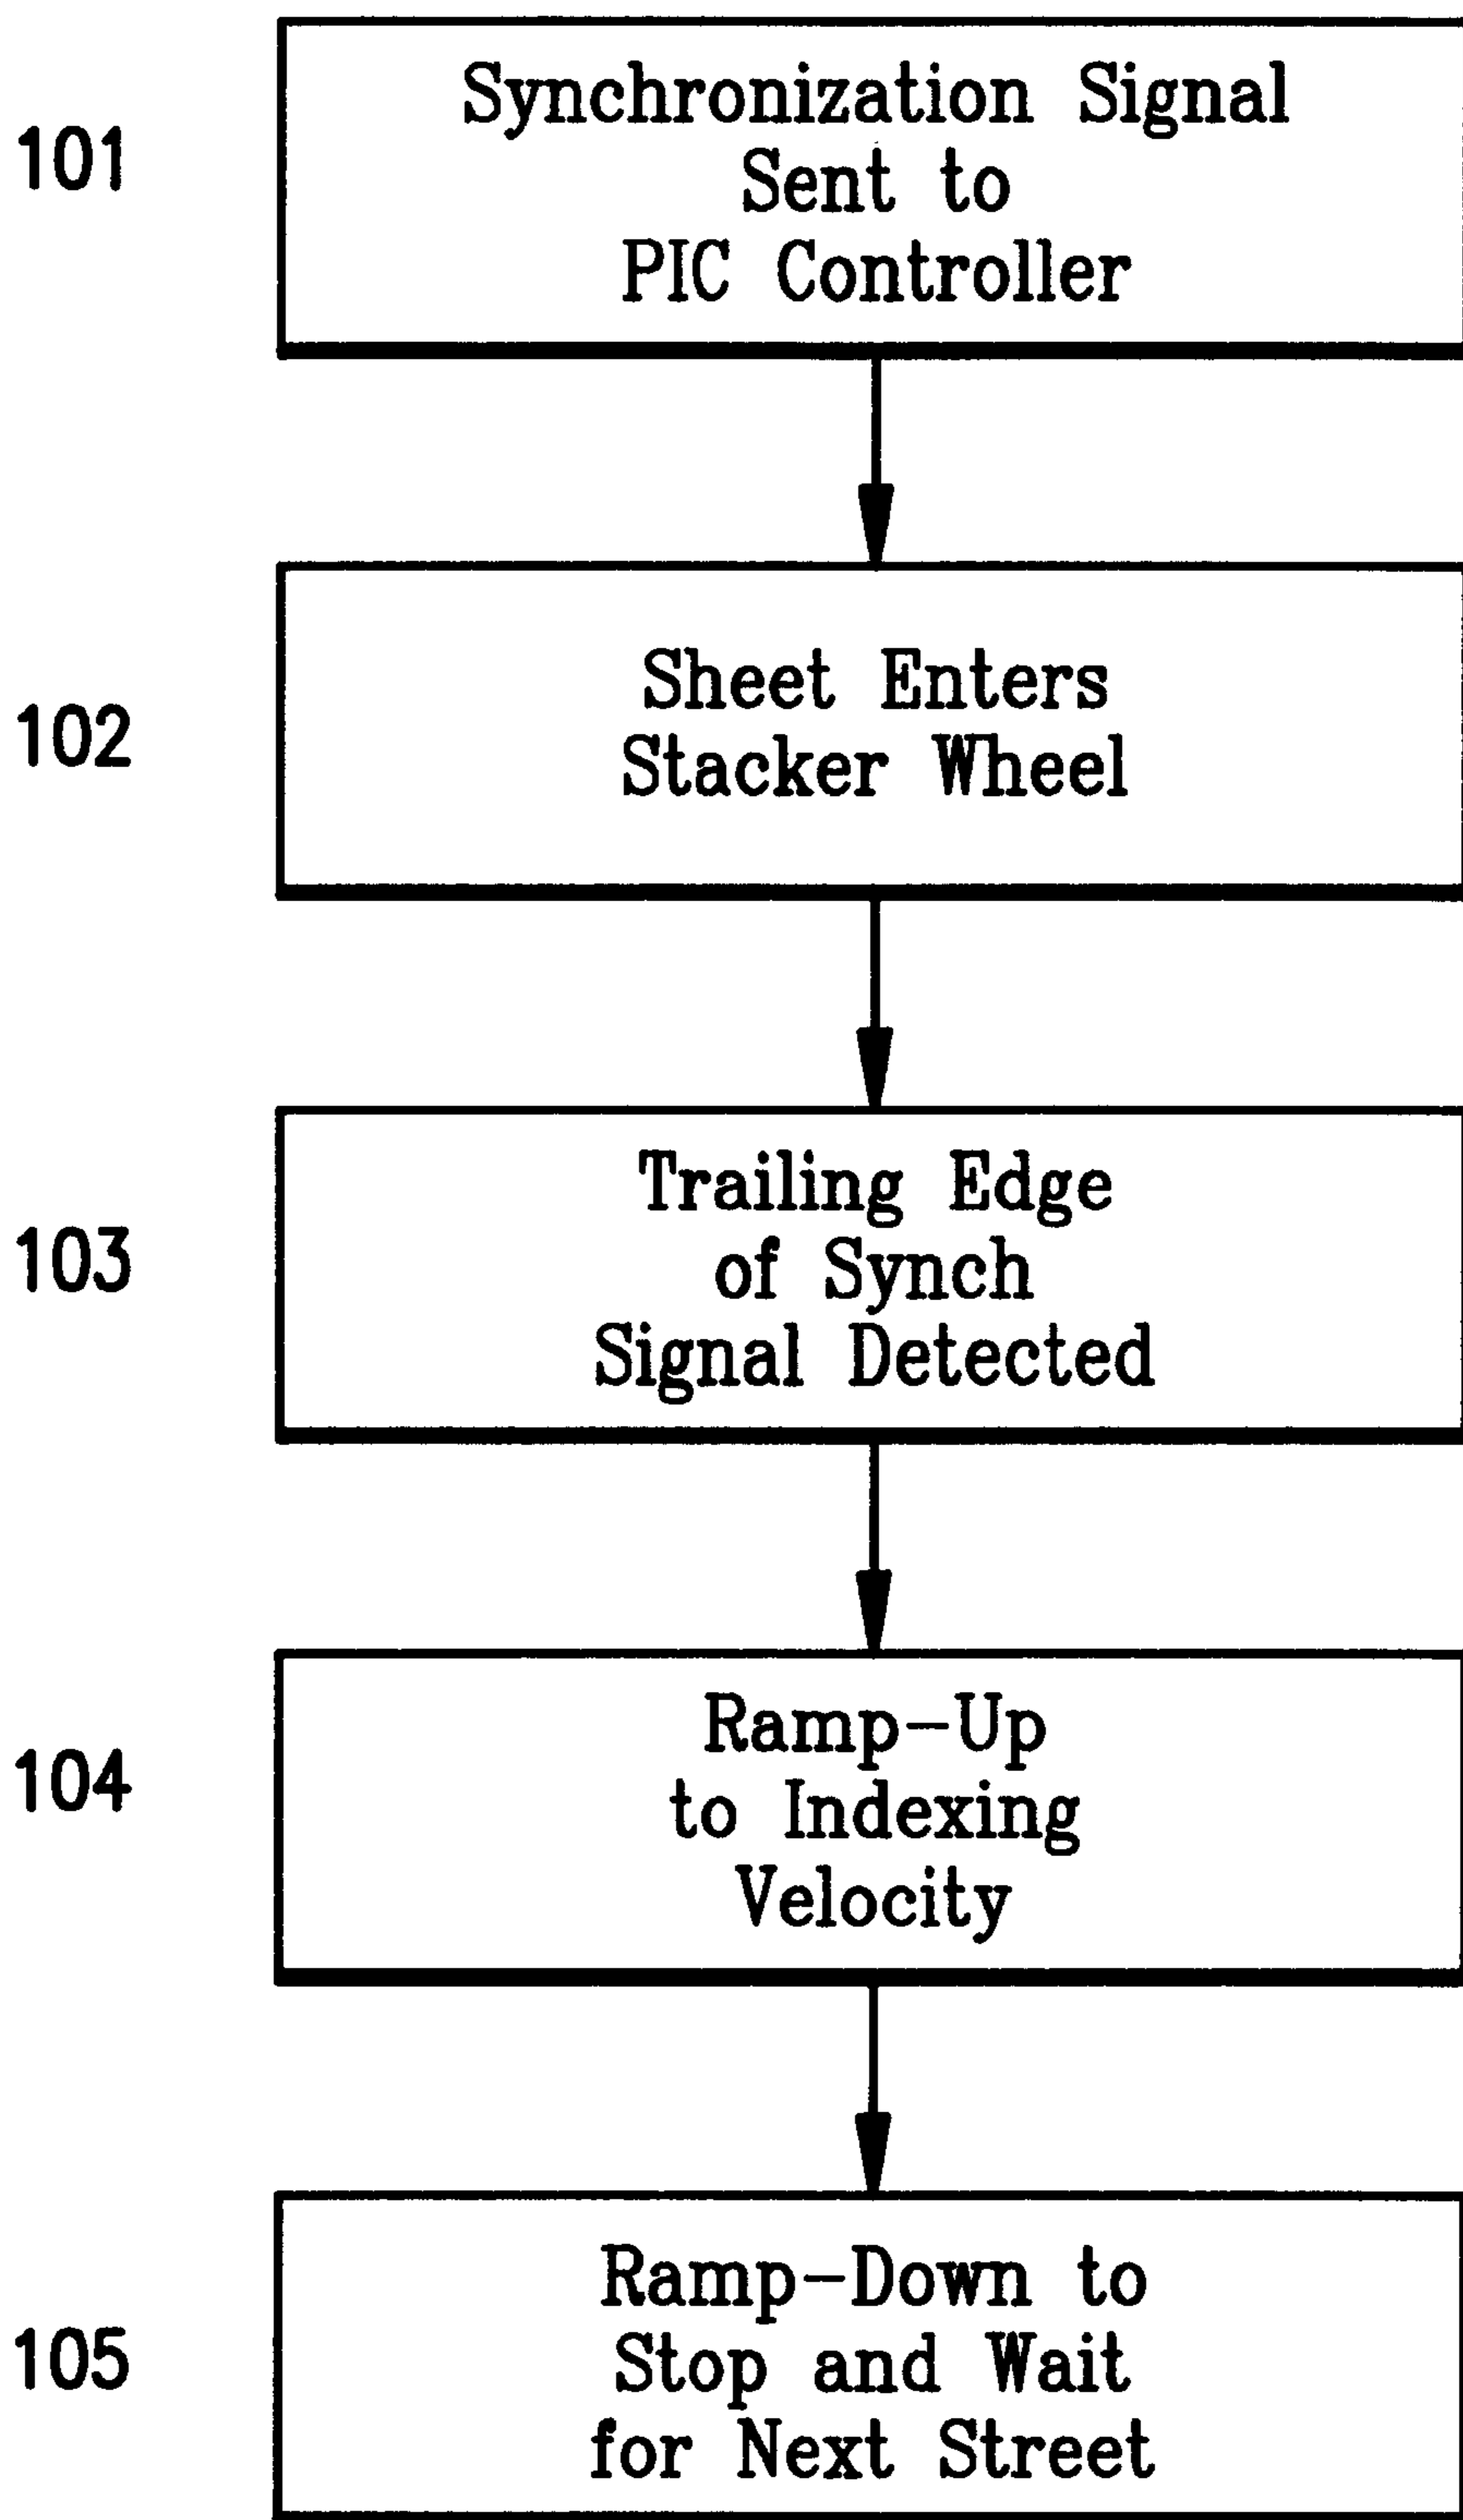 101
Synchronization Signal
Sent to
PIC Controller
102
Sheet Enters
Stacker Wheel
103
Trailing Edge
of Synch
Signal Detected
104
Ramp-Up
to Indexing
Velocity
105
Ramp-Down to
Stop and Wait
for Next Street